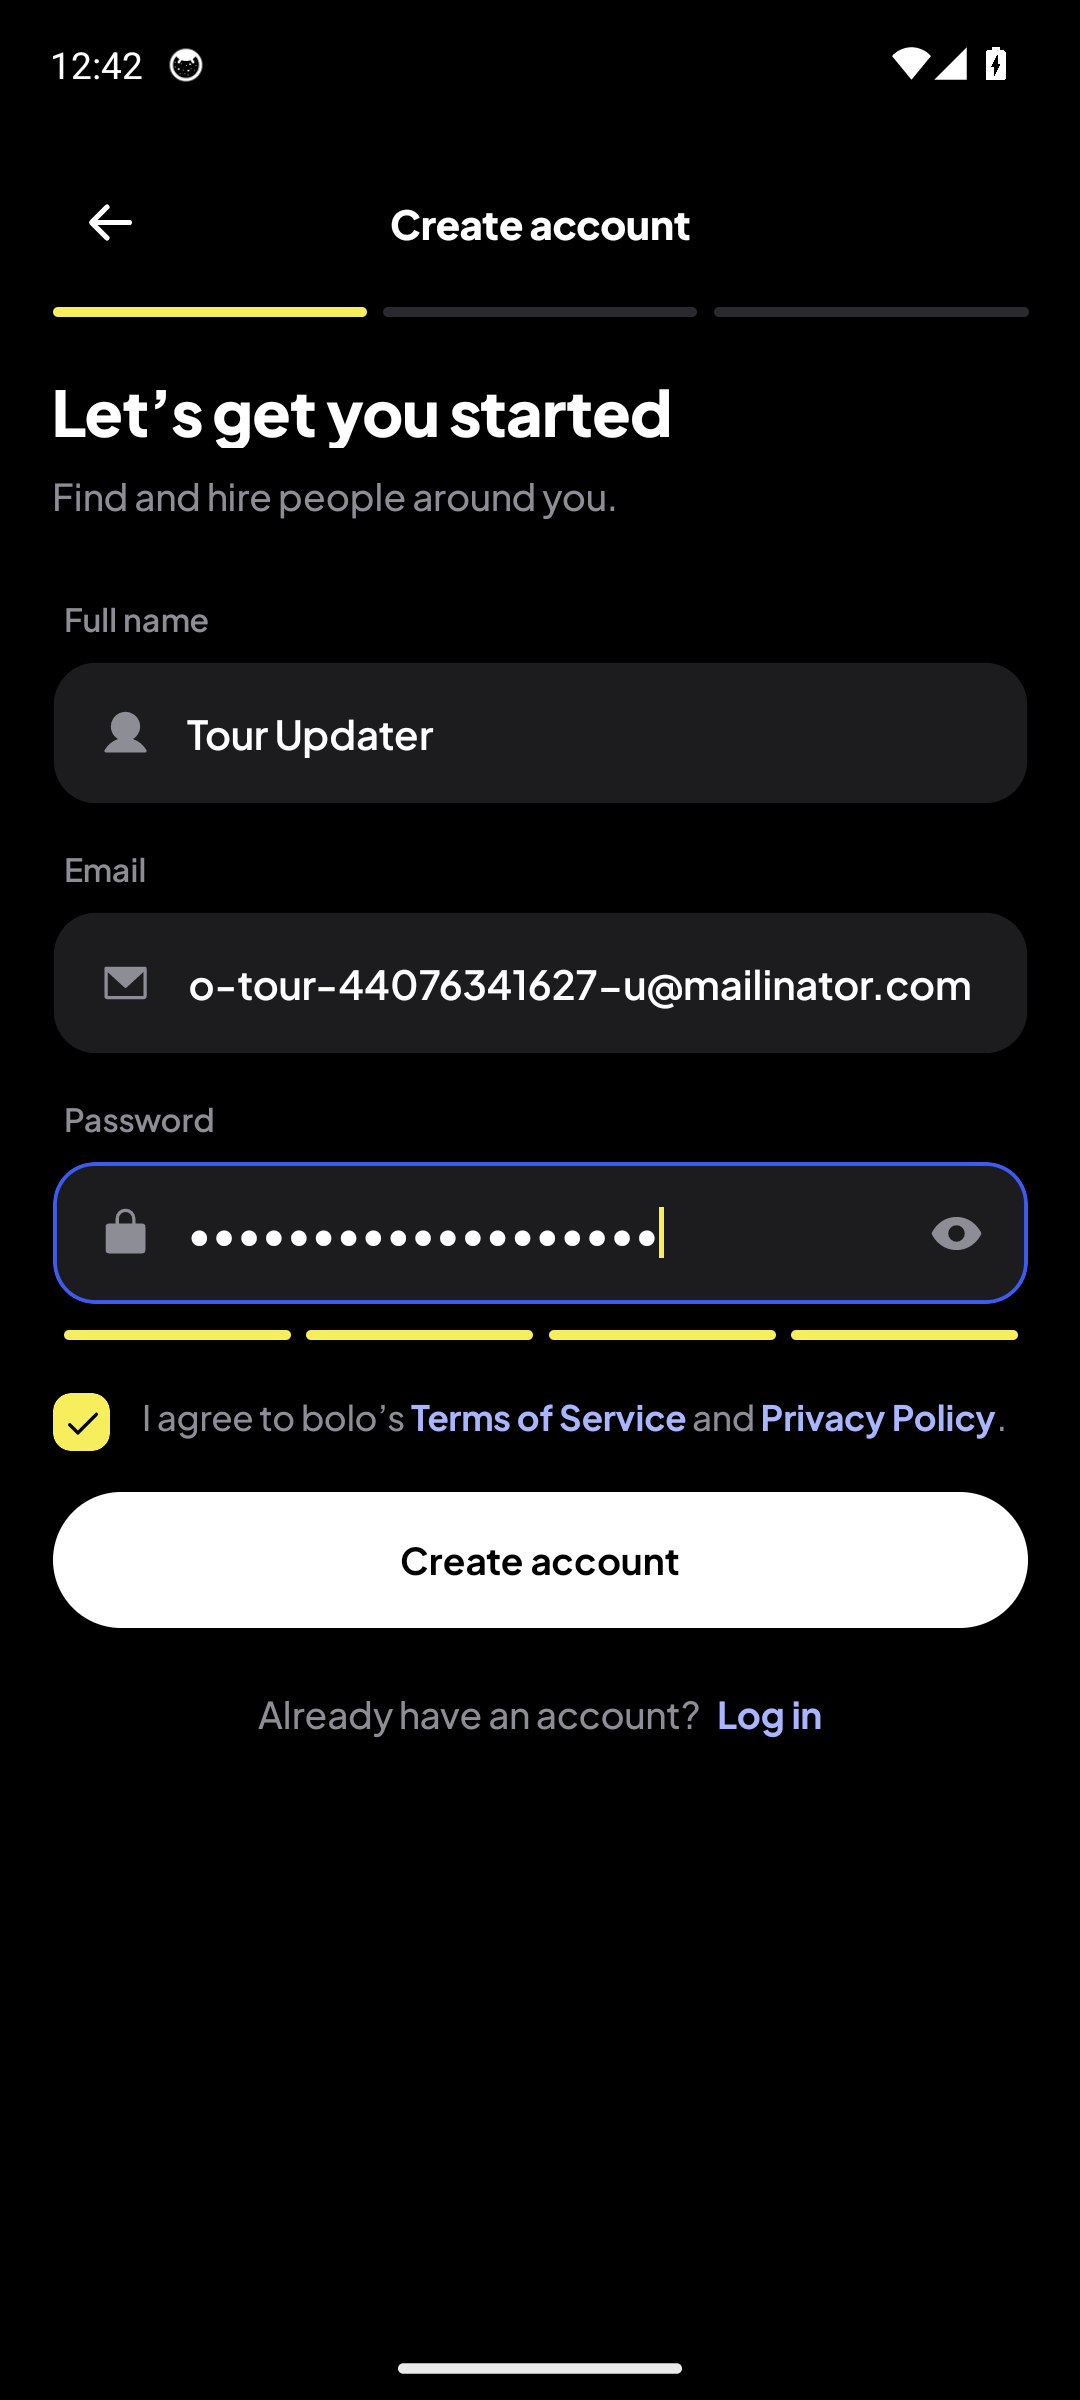 12:42
Create account
Let’s get you started
Find and hire people around you.
Full name
Tour Updater
Email
o-tour-44076341627-u@mailinator.com
Password
•••••••••••••••••••
I agree to bolo’s Terms of Service and Privacy Policy.
Create account
Already have an account? Log in